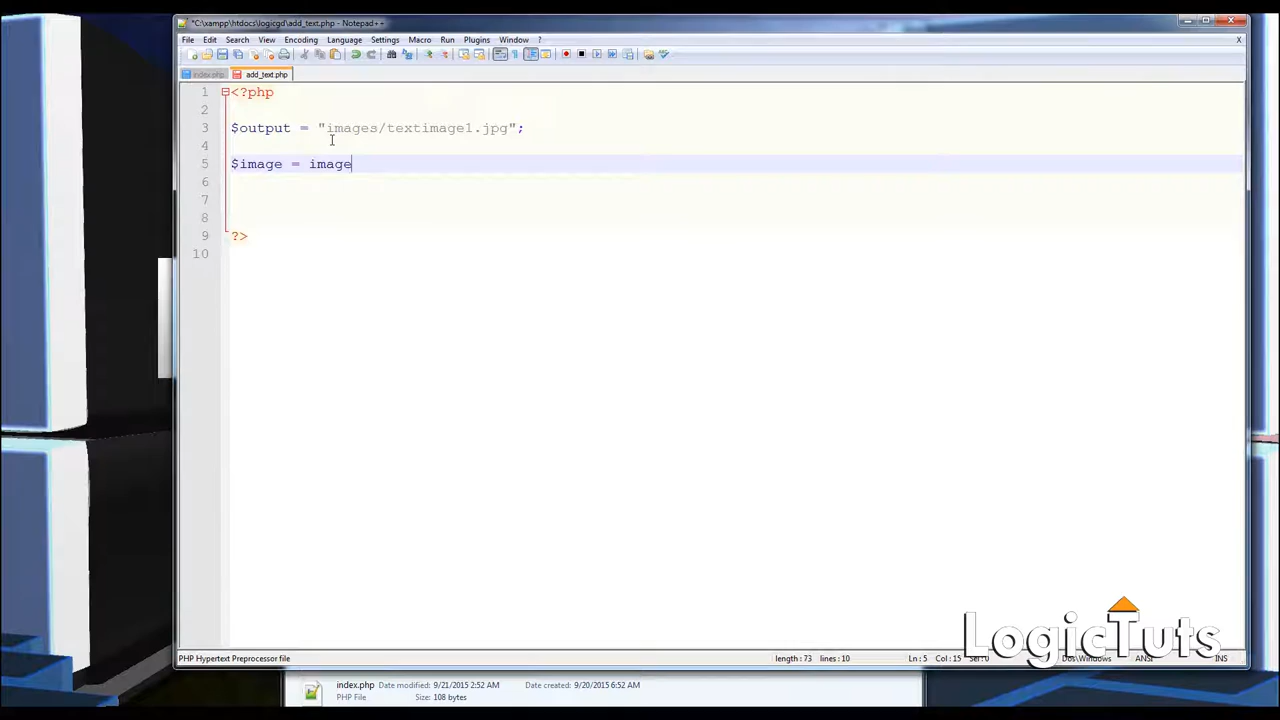 *C:\xampp\htdocs\logicgd\add_text.php - Notepad++
File Edit Search View Encoding Language Settings Macro Run Plugins Window ? X
index.php add_text.php
1 <?php
2
3 $output = "images/textimage1.jpg";
4
5 $image = image
6
7
8
9 ?>
10
LogicTuts
PHP Hypertext Preprocessor file length : 73 lines : 10 Ln : 5 Col : 15 Sel : 0 Dos\Windows ANSI INS
index.php Date modified: 9/21/2015 2:52 AM Date created: 9/20/2015 6:52 AM
PHP File Size: 108 bytes